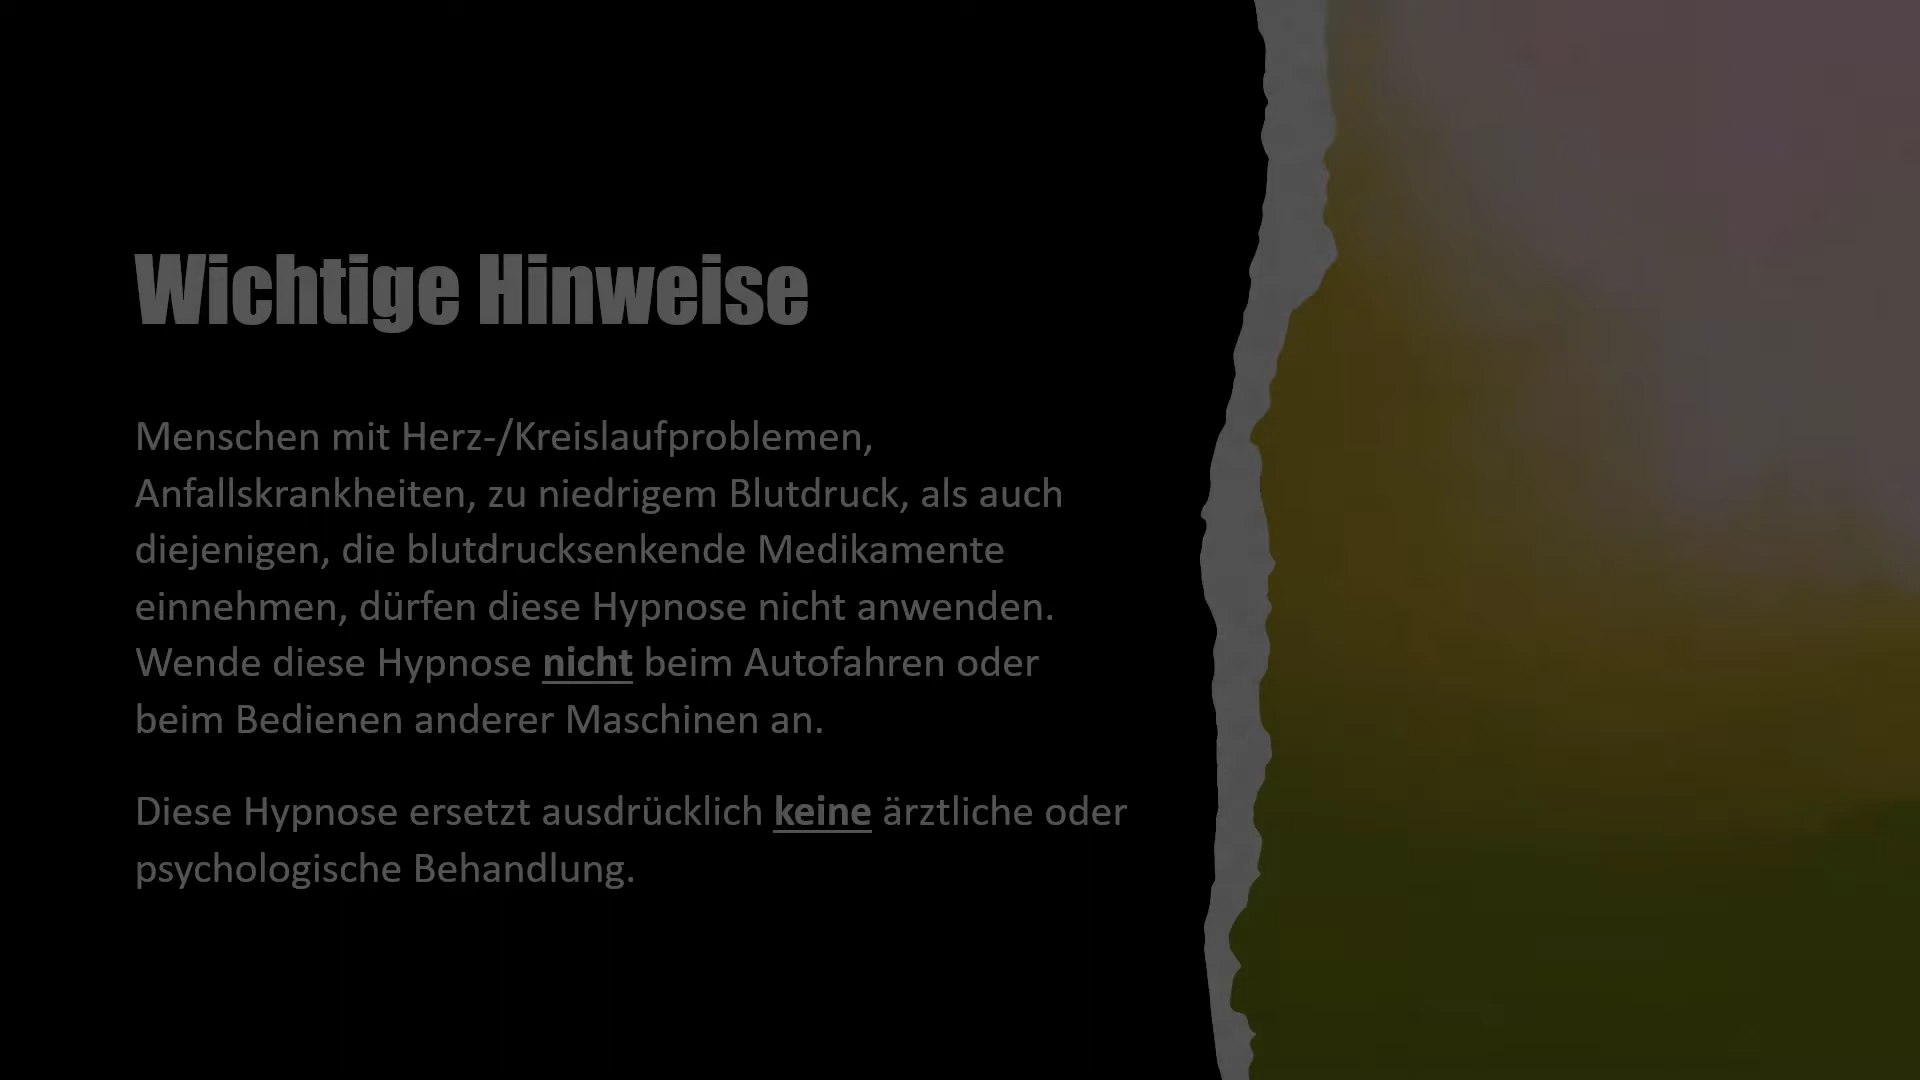 Wichtige Hinweise
Menschen mit Herz-/Kreislaufproblemen,
Anfallskrankheiten, zu niedrigem Blutdruck, als auch
diejenigen, die blutdrucksenkende Medikamente
einnehmen, dürfen diese Hypnose nicht anwenden.
Wende diese Hypnose nicht beim Autofahren oder
beim Bedienen anderer Maschinen an.
Diese Hypnose ersetzt ausdrücklich keine ärztliche oder
psychologische Behandlung.